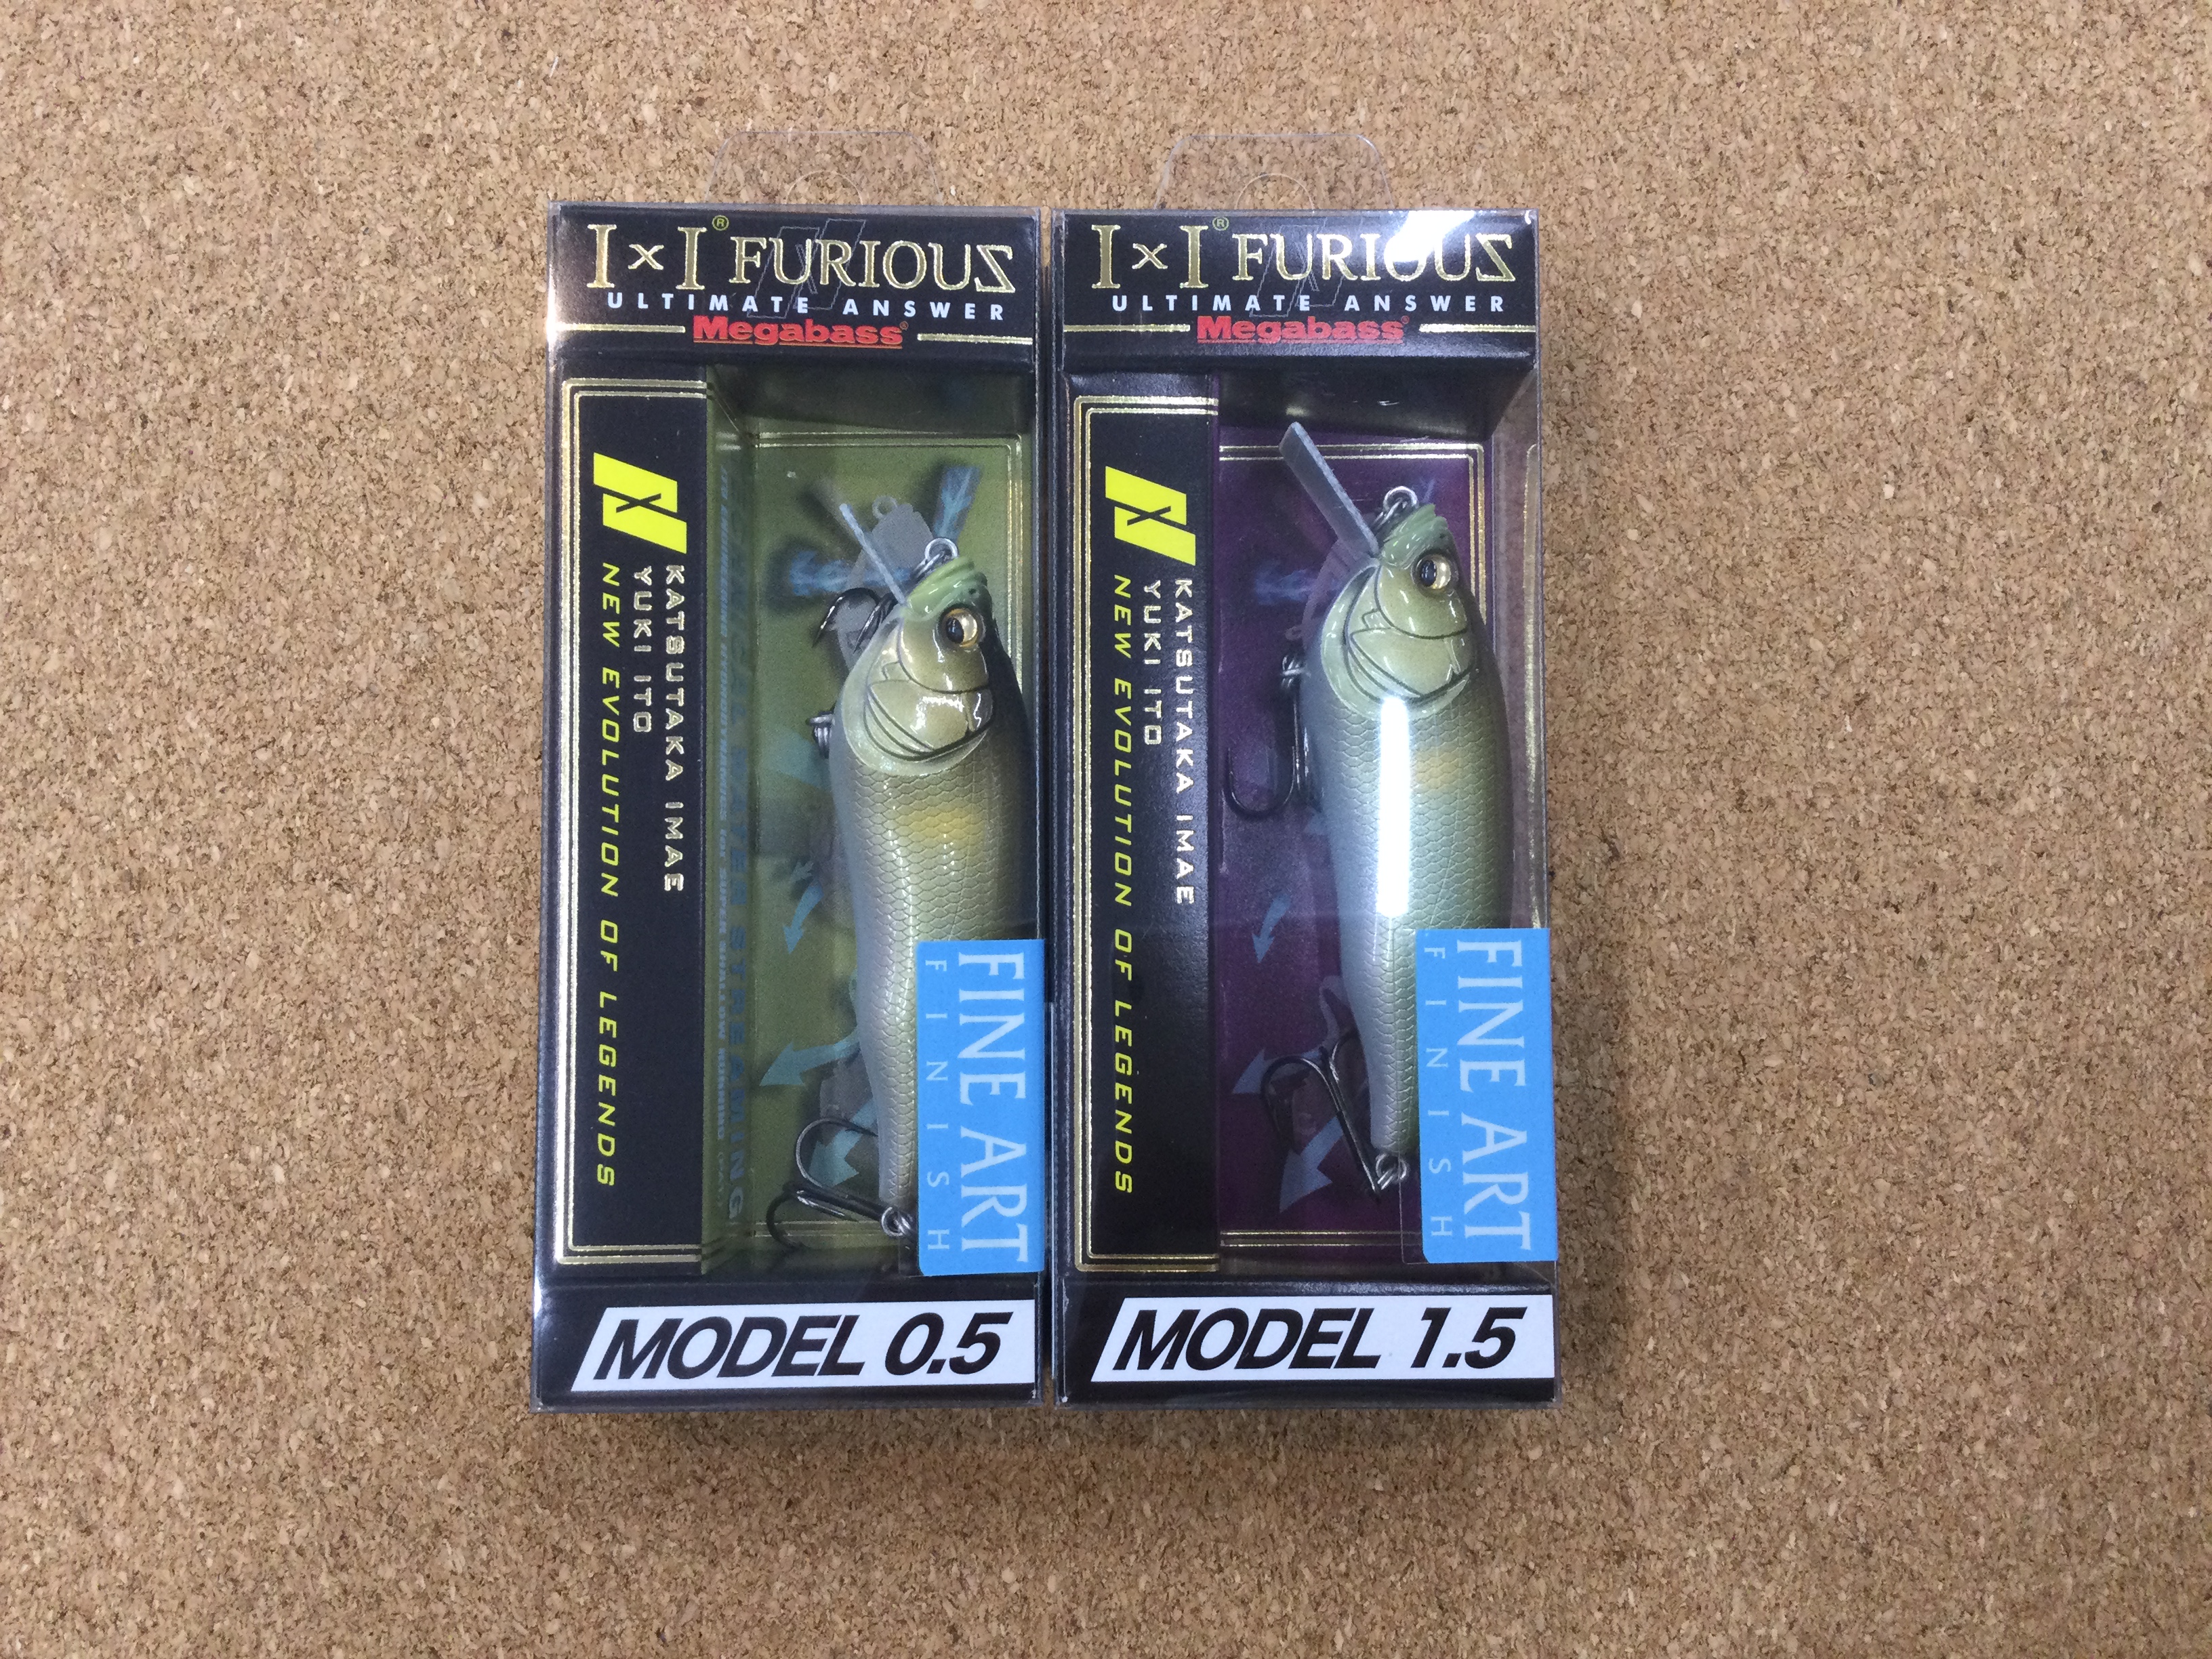 I×I® FURIOUS
ULTIMATE ANSWER
Megabass®
KATSUTAKA IMAE
YUKI ITO
NEW EVOLUTION OF LEGENDS
FINE ART
FINISH
MODEL 0.5
I×I® FURIOUS
ULTIMATE ANSWER
Megabass®
KATSUTAKA IMAE
YUKI ITO
NEW EVOLUTION OF LEGENDS
FINE ART
FINISH
MODEL 1.5